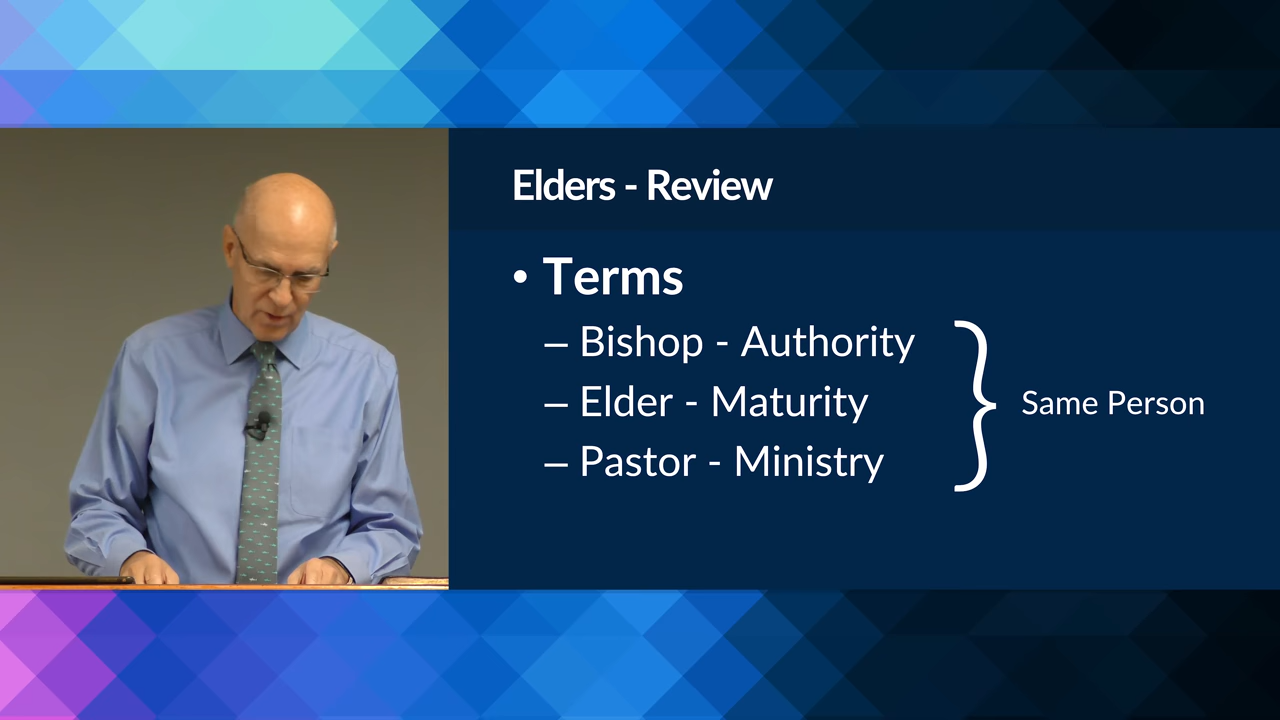 Elders - Review
• Terms
– Bishop - Authority
– Elder - Maturity
– Pastor - Ministry
Same Person